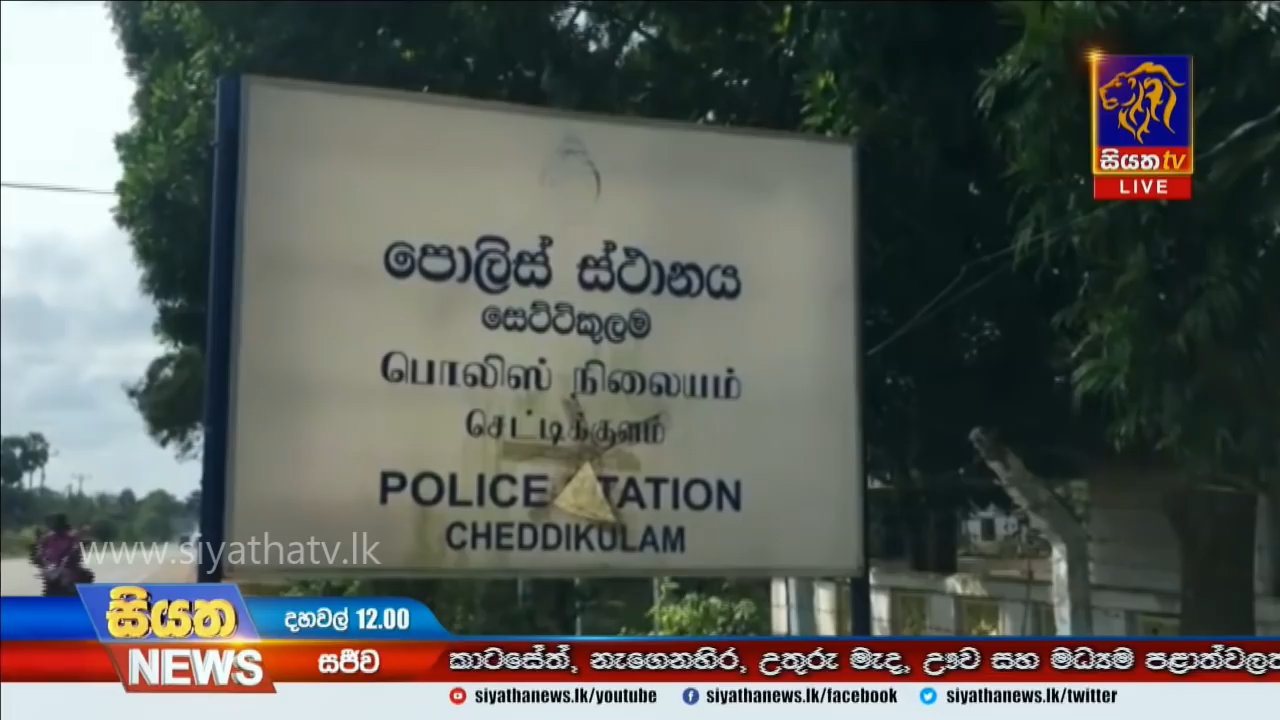 සියත tv
LIVE
පොලිස් ස්ථානය
සෙට්ටිකුලම
பொலிஸ் நிலையம்
செட்டிக்குளம்
POLICE STATION
CHEDDIKULAM
www.siyathatv.lk
සියත
NEWS
දහවල් 12.00
සජීව
කාටසේත්, නැගෙනහිර, උතුරු මැද, ඌව සහ මධ්‍යම පළාත්වල
siyathanews.lk/youtube
siyathanews.lk/facebook
siyathanews.lk/twitter